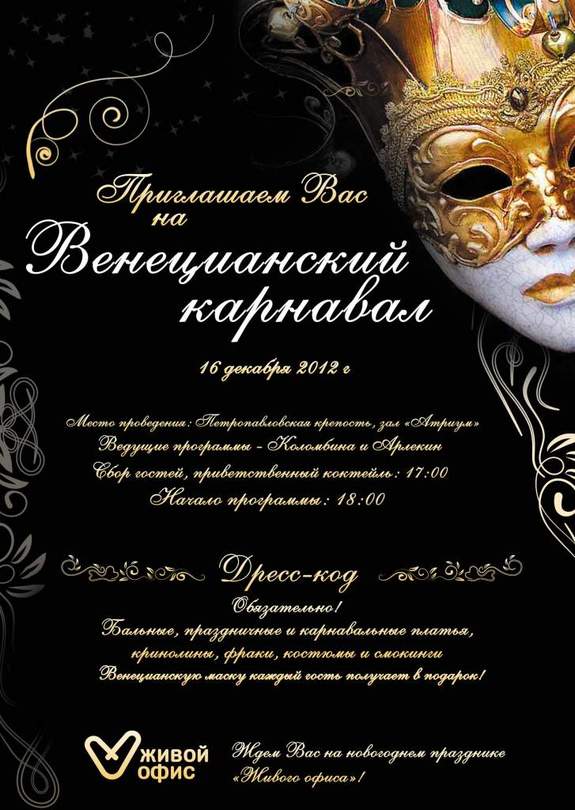 Приглашаем Вас
на
Венецианский
карнавал
16 декабря 2012 г
Место проведения: Петропавловская крепость, зал «Атриум»
Ведущие программы - Коломбина и Арлекин
Сбор гостей, приветственный коктейль: 17:00
Начало программы: 18:00
Дресс-код
Обязательно!
Бальные, праздничные и карнавальные платья,
кринолины, фраки, костюмы и смокинги
Венецианскую маску каждый гость получает в подарок!
живой
офис
Ждем Вас на новогоднем празднике
«Живого офиса»!